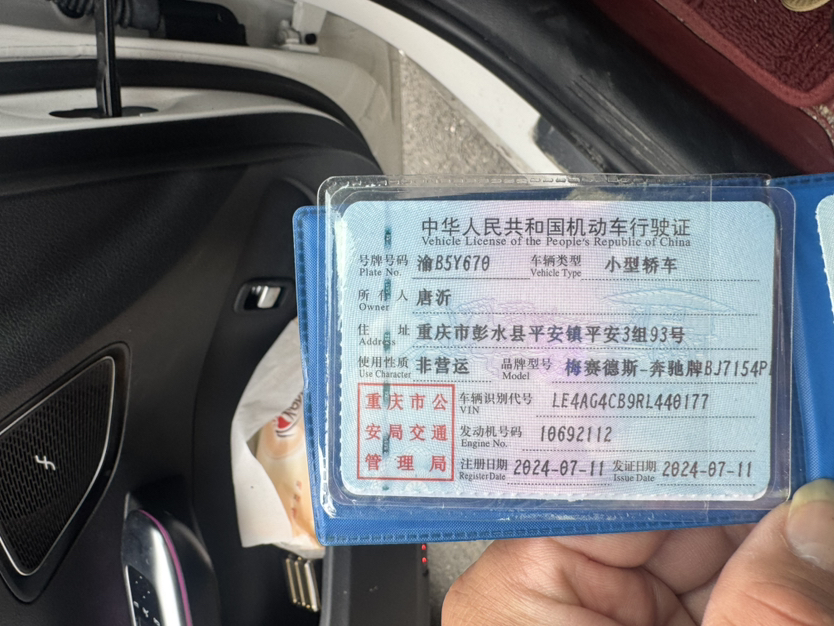 中华人民共和国机动车行驶证
Vehicle License of the People's Republic of China
号牌号码 渝B5Y670 车辆类型 小型轿车
Plate No. Vehicle Type
所有人 唐沂
Owner
住址 重庆市彭水县平安镇平安3组93号
Address
使用性质 非营运 品牌型号 梅赛德斯-奔驰牌BJ7154P
Use Character Model
重庆市公
安局交通
管理局
车辆识别代号 LE4AG4CB9RL440177
VIN
发动机号码 10692112
Engine No.
注册日期 2024-07-11 发证日期 2024-07-11
Register Date Issue Date